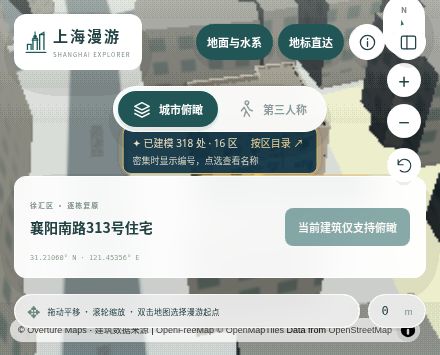 上海漫游
SHANGHAI EXPLORER
地面与水系
地标直达
N
城市俯瞰
第三人称
✦ 已建模 318 处 · 16 区 按区目录 ↗
密集时显示编号，点选查看名称
徐汇区 · 逐栋复原
襄阳南路313号住宅
31.21060° N · 121.45356° E
当前建筑仅支持俯瞰
拖动平移 · 滚轮缩放 · 双击地图选择漫游起点
0 m
© Overture Maps · 建筑数据来源 | OpenFreeMap © OpenMapTiles Data from OpenStreetMap